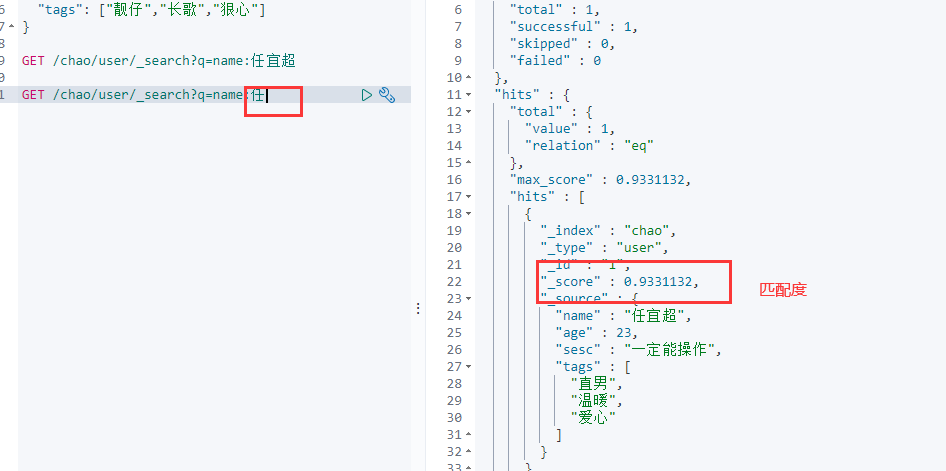 6 "tags": ["靓仔","长歌","狠心"]
7 }
8
9 GET /chao/user/_search?q=name:任宜超
0
1 GET /chao/user/_search?q=name:任
6 "total" : 1,
7 "successful" : 1,
8 "skipped" : 0,
9 "failed" : 0
10 },
11 "hits" : {
12 "total" : {
13 "value" : 1,
14 "relation" : "eq"
15 },
16 "max_score" : 0.9331132,
17 "hits" : [
18 {
19 "_index" : "chao",
20 "_type" : "user",
21 "_id" : "1",
22 "_score" : 0.9331132,
匹配度
23 "_source" : {
24 "name" : "任宜超",
25 "age" : 23,
26 "sesc" : "一定能操作",
27 "tags" : [
28 "直男",
29 "温暖",
30 "爱心"
31 ]
32 }
33 }